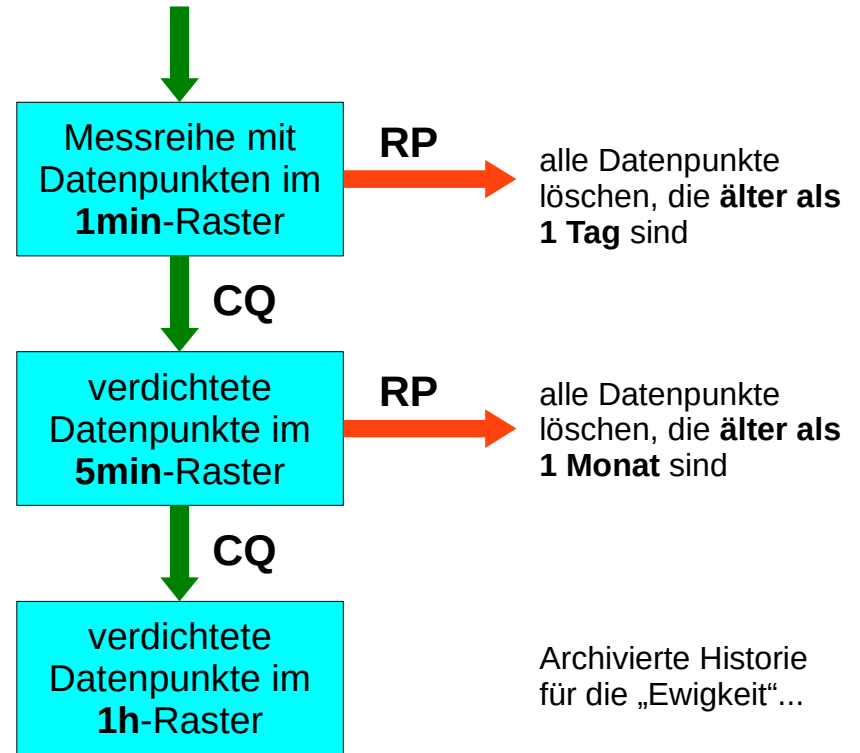 Messreihe mit
Datenpunkten im
1min-Raster
RP
alle Datenpunkte
löschen, die älter als
1 Tag sind
CQ
verdichtete
Datenpunkte im
5min-Raster
RP
alle Datenpunkte
löschen, die älter als
1 Monat sind
CQ
verdichtete
Datenpunkte im
1h-Raster
Archivierte Historie
für die „Ewigkeit“...